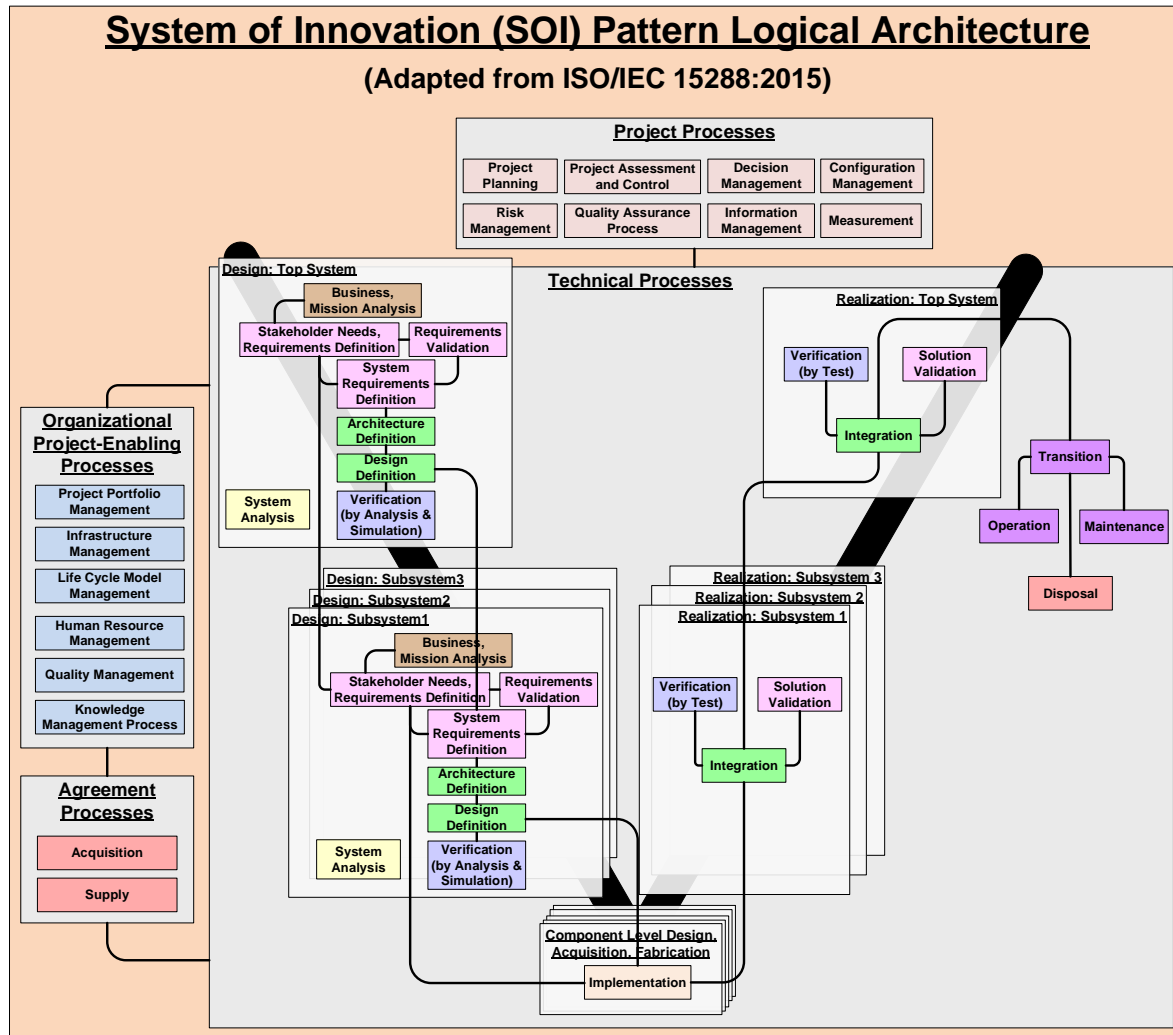 System of Innovation (SOI) Pattern Logical Architecture
(Adapted from ISO/IEC 15288:2015)
Project Processes
Project
Planning
Project Assessment
and Control
Decision
Management
Configuration
Management
Risk
Management
Quality Assurance
Process
Information
Management
Measurement
Technical Processes
Design: Top System
Business,
Mission Analysis
Stakeholder Needs,
Requirements Definition
Requirements
Validation
System
Requirements
Definition
Architecture
Definition
Design
Definition
System
Analysis
Verification
(by Analysis &
Simulation)
Realization: Top System
Verification
(by Test)
Solution
Validation
Integration
Transition
Operation
Maintenance
Disposal
Organizational
Project-Enabling
Processes
Project Portfolio
Management
Infrastructure
Management
Life Cycle Model
Management
Human Resource
Management
Quality Management
Knowledge
Management Process
Agreement
Processes
Acquisition
Supply
Design: Subsystem3
Design: Subsystem2
Design: Subsystem1
Business,
Mission Analysis
Stakeholder Needs,
Requirements Definition
Requirements
Validation
System
Requirements
Definition
Architecture
Definition
Design
Definition
System
Analysis
Verification
(by Analysis &
Simulation)
Realization: Subsystem 3
Realization: Subsystem 2
Realization: Subsystem 1
Verification
(by Test)
Solution
Validation
Integration
Component Level Design,
Acquisition, Fabrication
Implementation